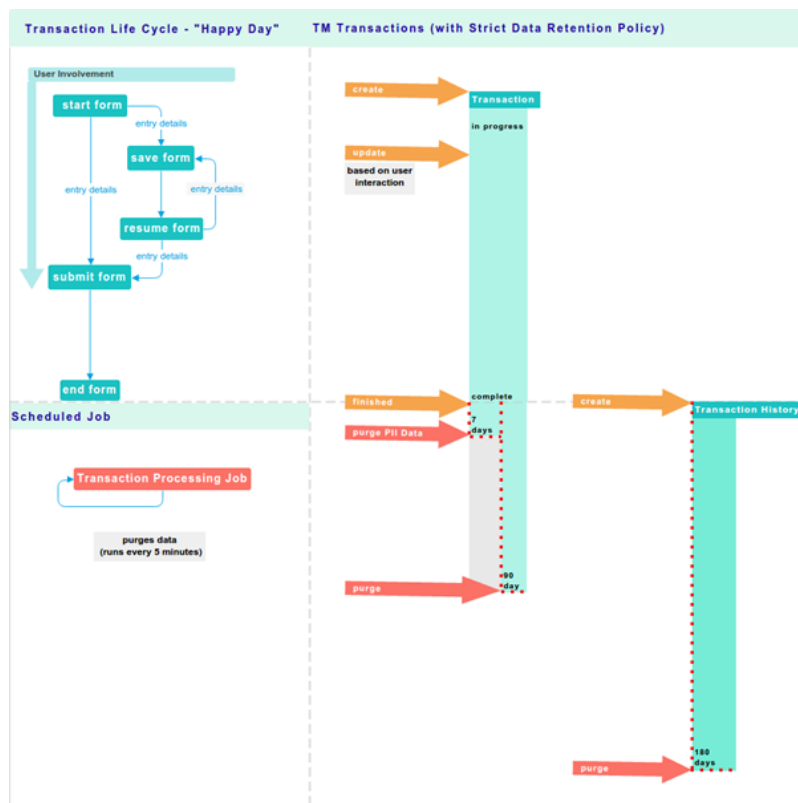 Transaction Life Cycle - "Happy Day"
TM Transactions (with Strict Data Retention Policy)
User Involvement
start form
entry details
save form
entry details
entry details
resume form
entry details
submit form
end form
create
Transaction
in progress
update
based on user
interaction
finished
complete
7
days
purge PII Data
90
day
purge
create
Transaction History
180
days
purge
Scheduled Job
Transaction Processing Job
purges data
(runs every 5 minutes)